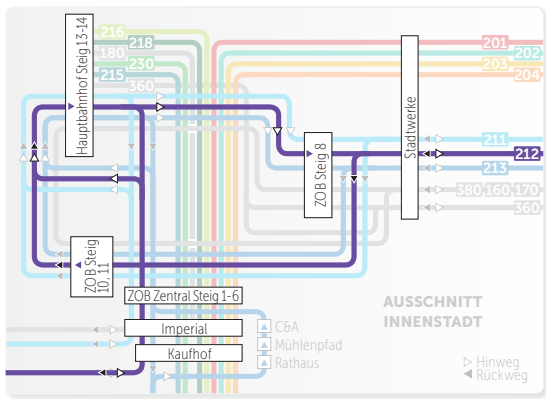 216
218
180
230
215
360
Hauptbahnhof Steig 13-14
201
202
203
204
Stadtwerke
ZOB Steig 8
211
212
213
380 160 170
360
ZOB Steig
10, 11
ZOB Zentral Steig 1-6
Imperial
Kaufhof
C&A
Mühlenpfad
Rathaus
AUSSCHNITT
INNENSTADT
Hinweg
Rückweg